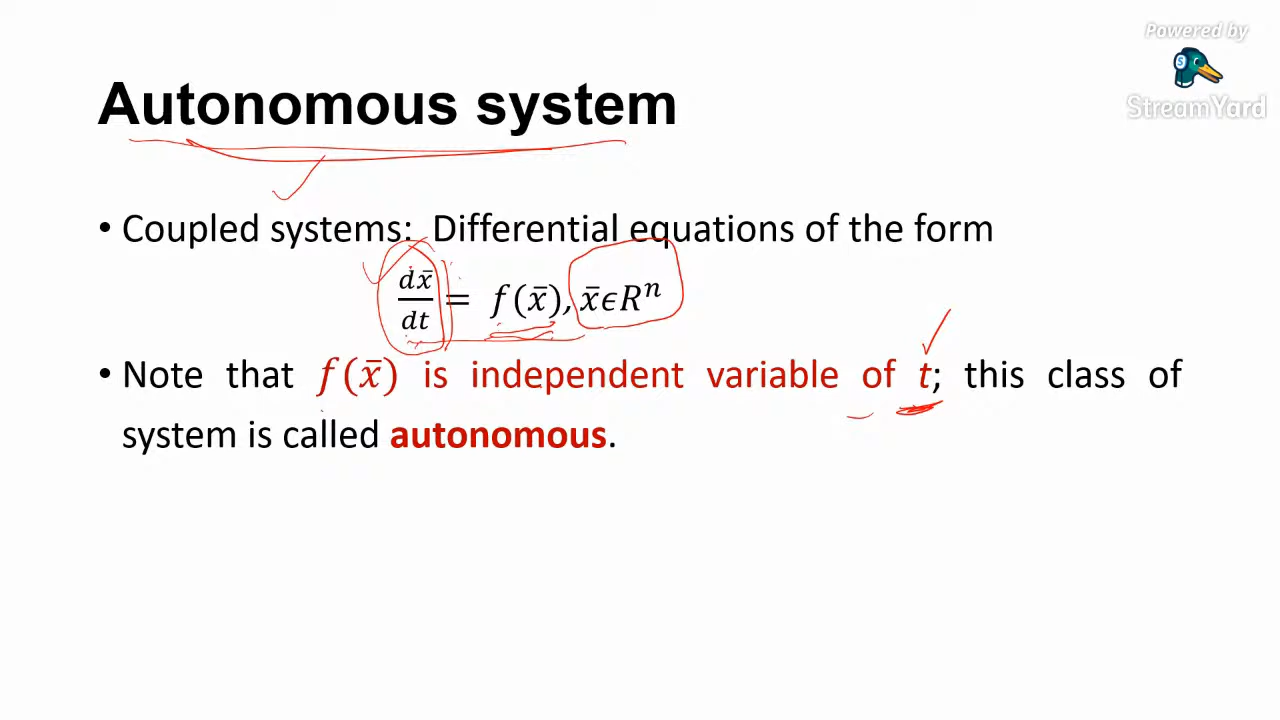 Powered by
StreamYard
Autonomous system
• Coupled systems: Differential equations of the form
dx̄/dt = f(x̄), x̄ϵRⁿ
• Note that f(x̄) is independent variable of t; this class of
system is called autonomous.